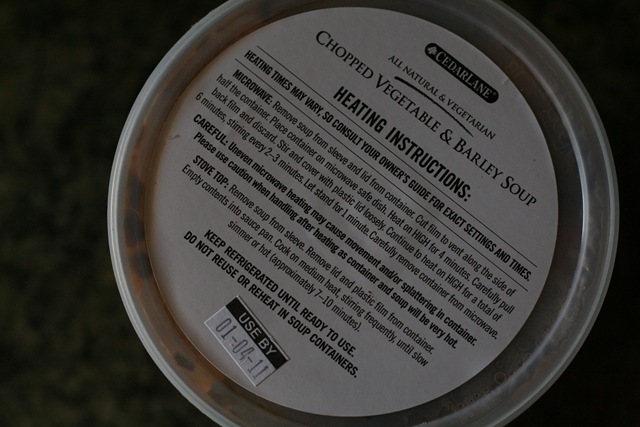 CEDARLANE
ALL NATURAL & VEGETARIAN
CHOPPED VEGETABLE & BARLEY SOUP
HEATING INSTRUCTIONS:
HEATING TIMES MAY VARY, SO CONSULT YOUR OWNER'S GUIDE FOR EXACT SETTINGS AND TIMES.
MICROWAVE: Remove soup from sleeve and lid from container. Cut film to vent along the side of
half the container. Place container on microwave safe dish. Heat on HIGH for 4 minutes. Carefully pull
back film and discard. Stir and cover with plastic lid loosely. Continue to heat on HIGH for a total of
6 minutes, stirring every 2-3 minutes. Let stand for 1 minute. Carefully remove container from microwave.
CAREFUL: Uneven microwave heating may cause movement and/or splattering in container.
Please use caution when handling after heating as container and soup will be very hot.
STOVE TOP: Remove soup from sleeve. Remove lid and plastic film from container.
Empty contents into sauce pan. Cook on medium heat, stirring frequently, until slow
simmer or hot (approximately 7-10 minutes).
KEEP REFRIGERATED UNTIL READY TO USE.
DO NOT REUSE OR REHEAT IN SOUP CONTAINERS.
USE BY
01-04-11